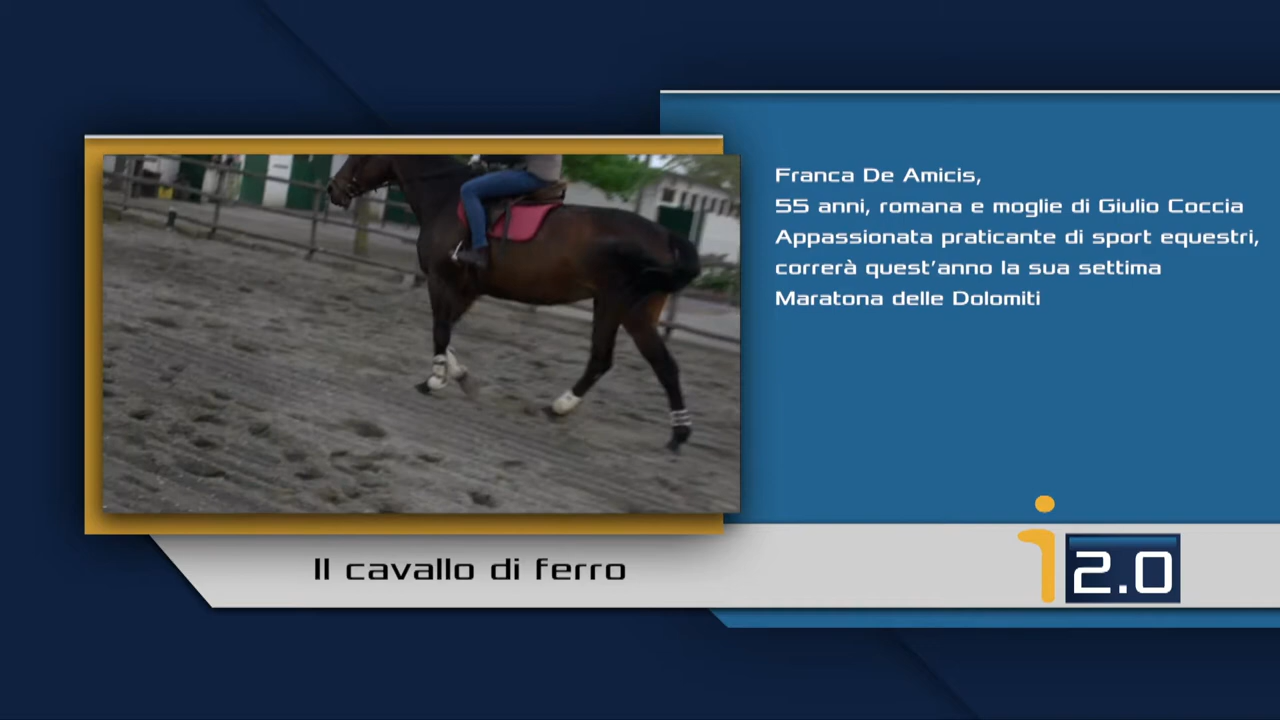 Franca De Amicis,
55 anni, romana e moglie di Giulio Coccia
Appassionata praticante di sport equestri,
correrà quest'anno la sua settima
Maratona delle Dolomiti
Il cavallo di ferro
i 2.0